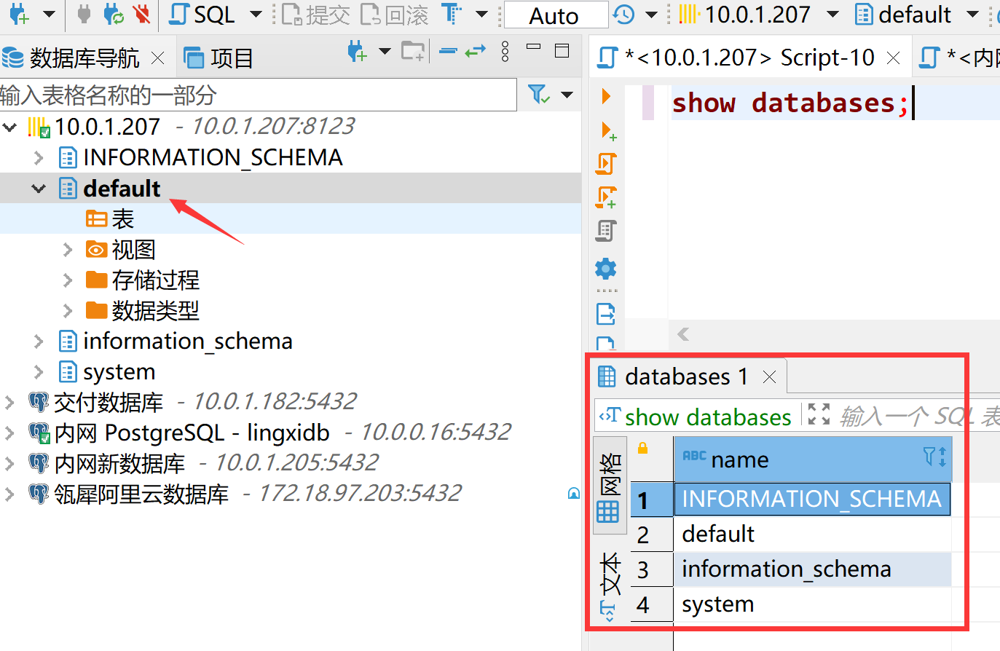 SQL 提交 回滚 Auto 10.0.1.207 default
数据库导航 项目
输入表格名称的一部分
10.0.1.207 - 10.0.1.207:8123
INFORMATION_SCHEMA
default
表
视图
存储过程
数据类型
information_schema
system
交付数据库 - 10.0.1.182:5432
内网 PostgreSQL - lingxidb - 10.0.0.16:5432
内网新数据库 - 10.0.1.205:5432
瓴犀阿里云数据库 - 172.18.97.203:5432
*<10.0.1.207> Script-10 *<内网
show databases;
databases 1
show databases 输入一个 SQL 表
网格
文本
ABC name
1 INFORMATION_SCHEMA
2 default
3 information_schema
4 system